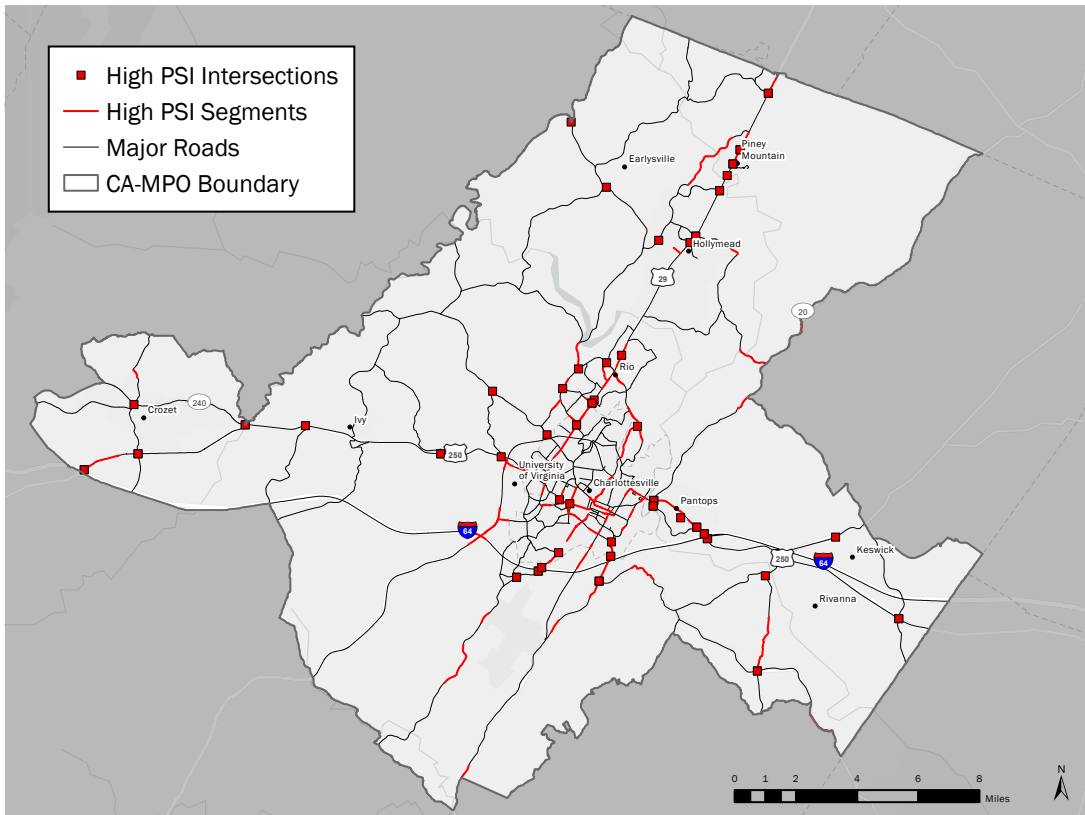 High PSI Intersections
High PSI Segments
Major Roads
CA-MPO Boundary
Piney
Mountain
Earlysville
Hollymead
29
20
Rio
240
Crozet
Ivy
250
University
of Virginia
Charlottesville
Pantops
64
250
64
Keswick
Rivanna
N
0 1 2 4 6 8
Miles